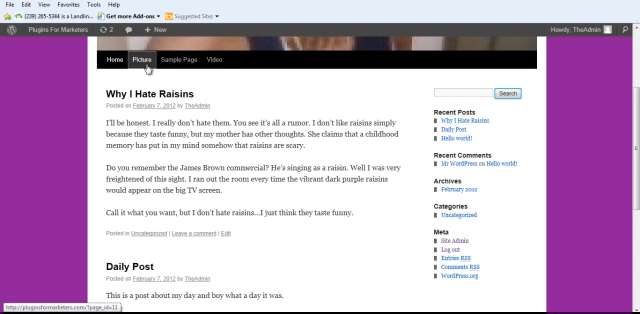 File Edit View Favorites Tools Help
(239) 265-5344 is a Landlin... Get more Add-ons Suggested Sites
Plugins For Marketers 2 + New Howdy, TheAdmin
Home Picture Sample Page Video
Why I Hate Raisins
Posted on February 7, 2012 by TheAdmin
I'll be honest. I really don't hate them. You see it's all a rumor. I don't like raisins simply
because they taste funny, but my mother has other thoughts. She claims that a childhood
memory has put in my mind somehow that raisins are scary.
Do you remember the James Brown commercial? He's singing as a raisin. Well I was very
freightened of this sight. I ran out the room every time the vibrant dark purple raisins
would appear on the big TV screen.
Call it what you want, but I don't hate raisins...I just think they taste funny.
Posted in Uncategorized | Leave a comment | Edit
Daily Post
Posted on February 7, 2012 by TheAdmin
This is a post about my day and boy what a day it was.
Search
Recent Posts
Why I Hate Raisins
Daily Post
Hello world!
Recent Comments
Mr WordPress on Hello world!
Archives
February 2012
Categories
Uncategorized
Meta
Site Admin
Log out
Entries RSS
Comments RSS
WordPress.org
http://pluginsformarketers.com/?page_id=11